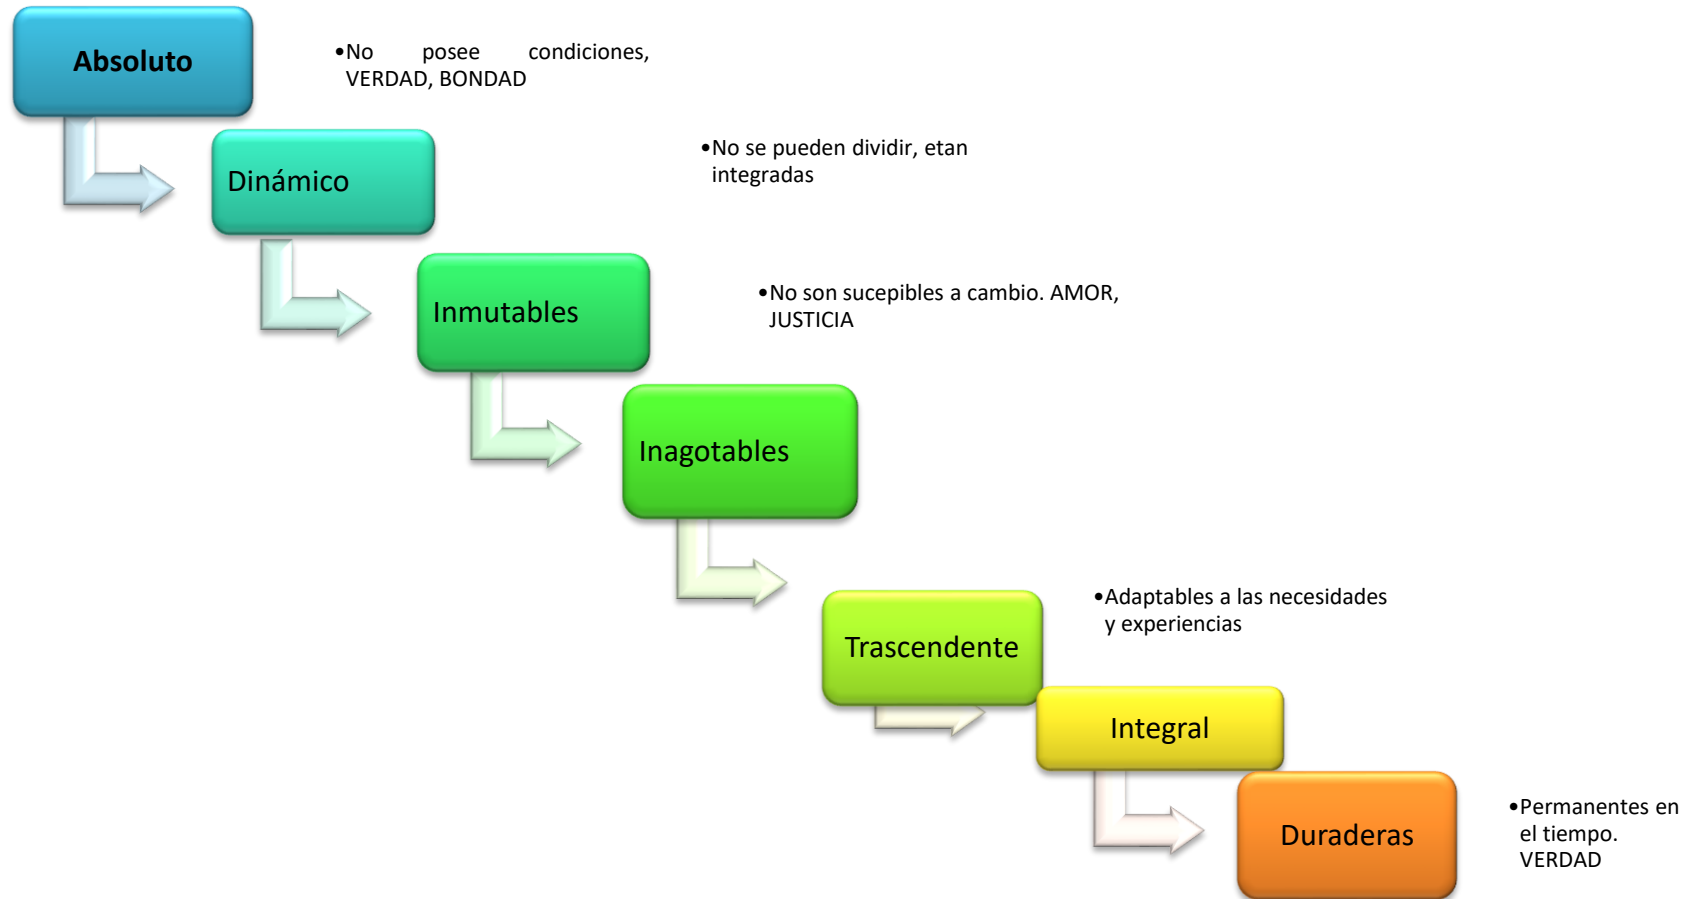 Absoluto
•No posee condiciones,
VERDAD, BONDAD
Dinámico
•No se pueden dividir, etan
integradas
Inmutables
•No son sucepibles a cambio. AMOR,
JUSTICIA
Inagotables
Trascendente
•Adaptables a las necesidades
y experiencias
Integral
Duraderas
•Permanentes en
el tiempo.
VERDAD